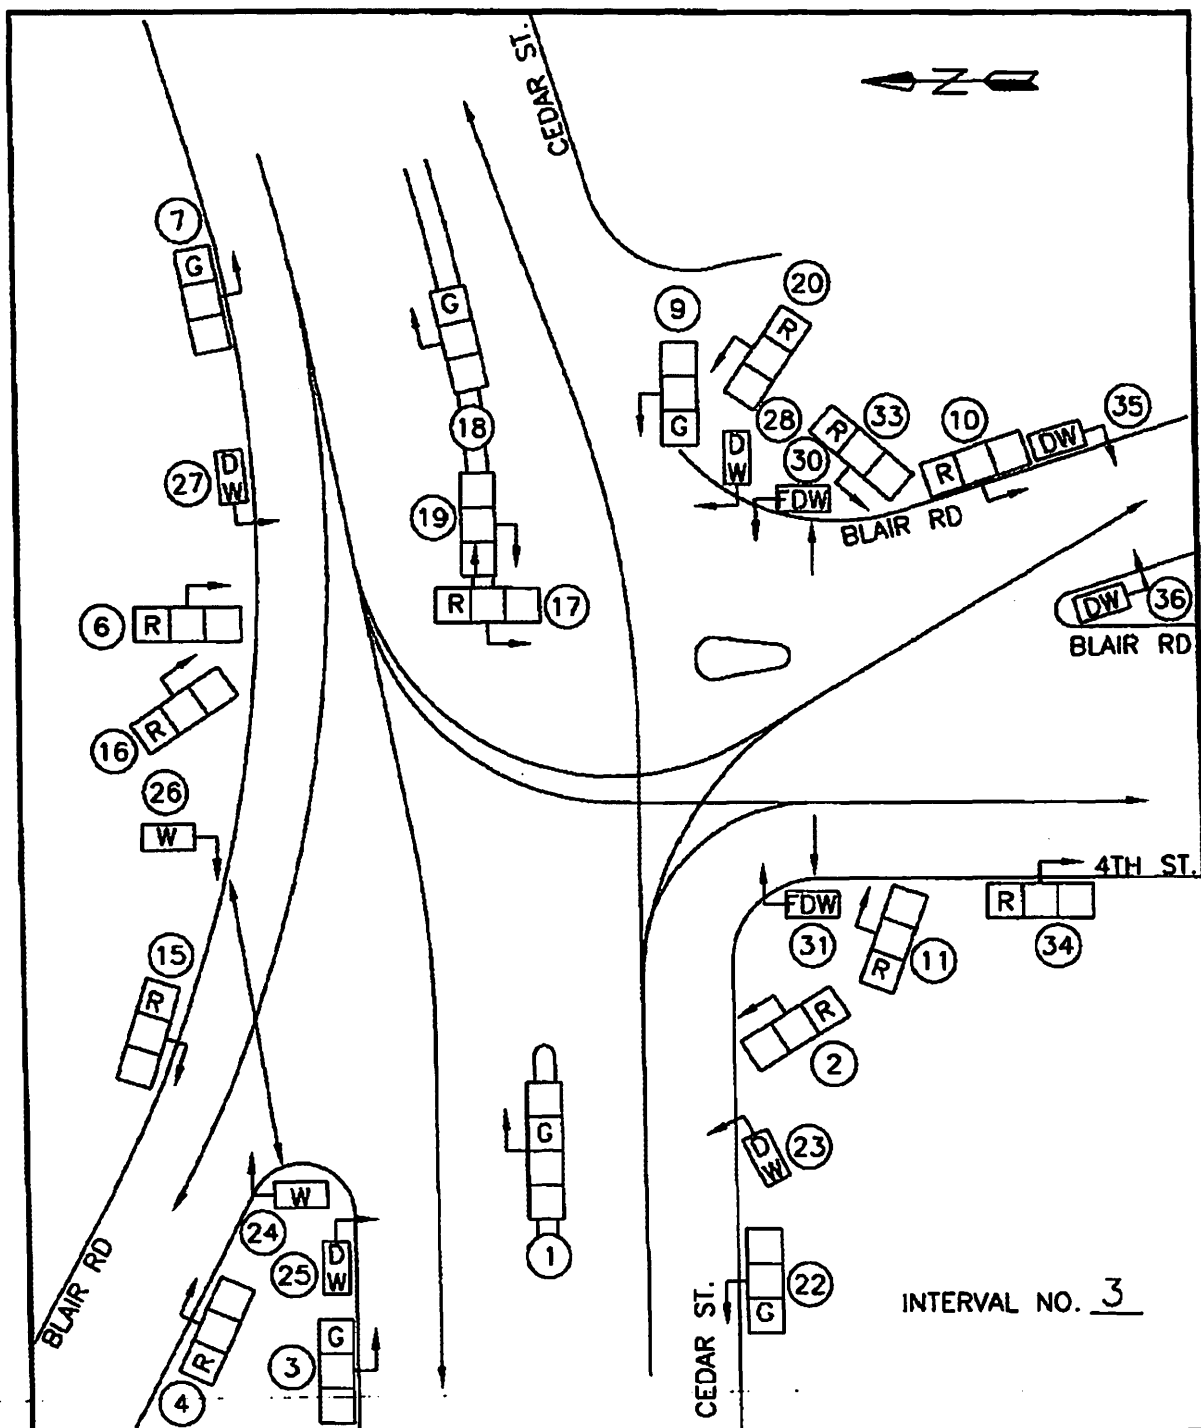 CEDAR ST.
N
7
G
G
9
20
R
18
G
28
D
W
30
FDW
33
R
10
R
35
DW
BLAIR RD
27
D
W
19
6
R
R
17
DW
36
BLAIR RD
16
R
26
W
4TH ST.
15
R
FDW
31
R
11
R
34
R
2
G
D
W
23
W
24
25
D
W
1
22
G
BLAIR RD
INTERVAL NO. 3
G
3
R
4
CEDAR ST.